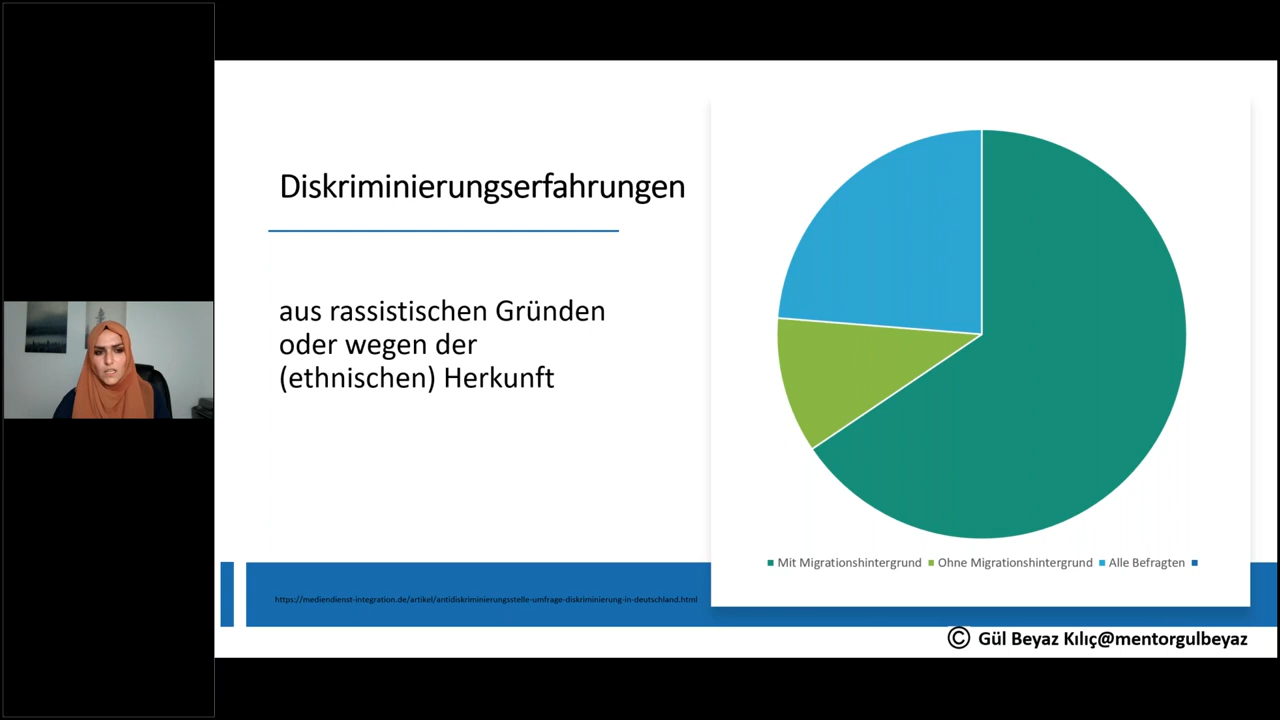 Diskriminierungserfahrungen
aus rassistischen Gründen
oder wegen der
(ethnischen) Herkunft
Mit Migrationshintergrund Ohne Migrationshintergrund Alle Befragten
https://mediendienst-integration.de/artikel/antidiskriminierungsstelle-umfrage-diskriminierung-in-deutschland.html
© Gül Beyaz Kılıç@mentorgulbeyaz